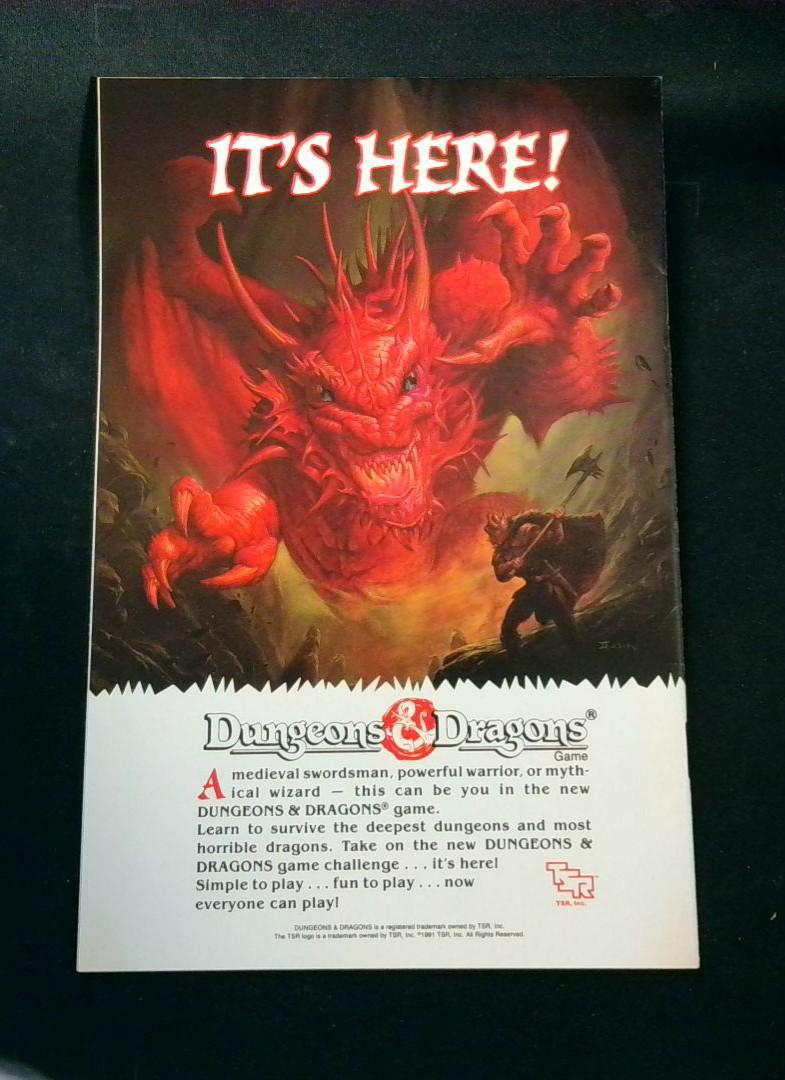 IT'S HERE!
Dungeons & Dragons®
Game
A medieval swordsman, powerful warrior, or myth-
ical wizard — this can be you in the new
DUNGEONS & DRAGONS® game.
Learn to survive the deepest dungeons and most
horrible dragons. Take on the new DUNGEONS &
DRAGONS game challenge . . . it's here!
Simple to play . . . fun to play . . . now
everyone can play!
TSR™
TSR, Inc.
DUNGEONS & DRAGONS is a registered trademark owned by TSR, Inc.
The TSR logo is a trademark owned by TSR, Inc. ©1991 TSR, Inc. All Rights Reserved.